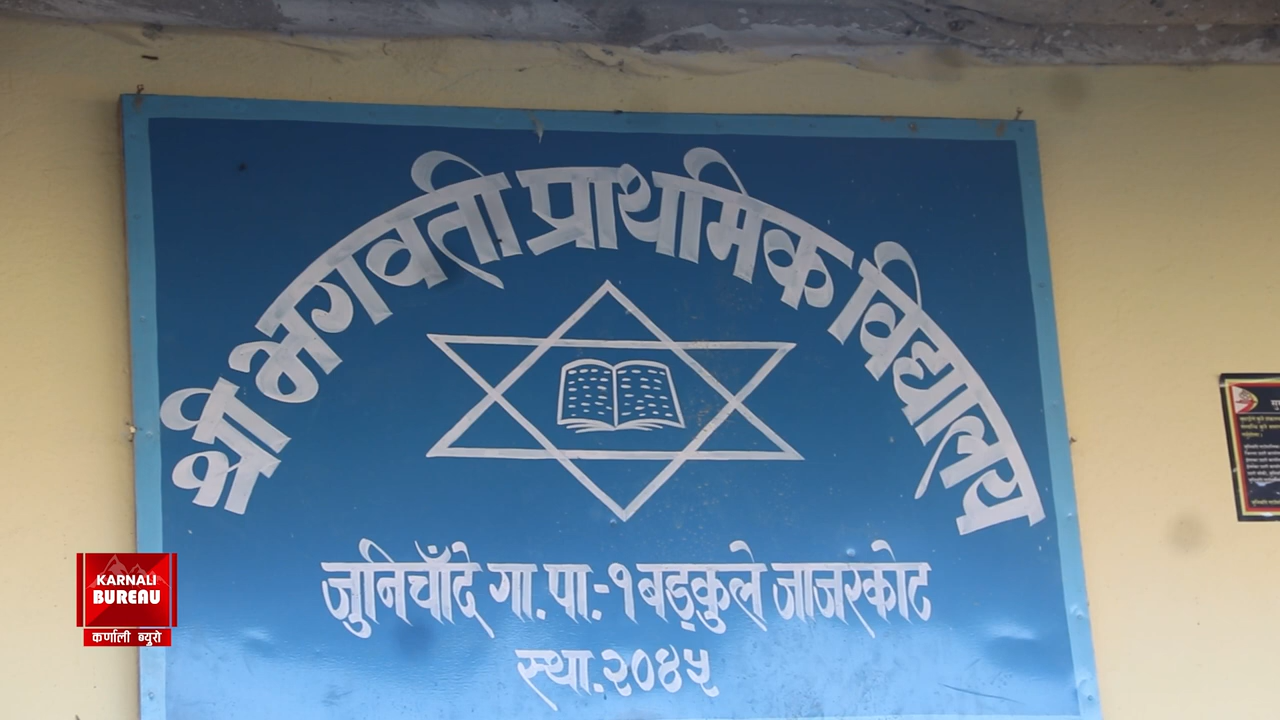 श्री भगवती प्राथमिक विद्यालय
जुनिचाँदे गा.पा.-१ बड्कुले जाजरकोट
स्था.२०४५
KARNALI
BUREAU
कर्णाली ब्युरो